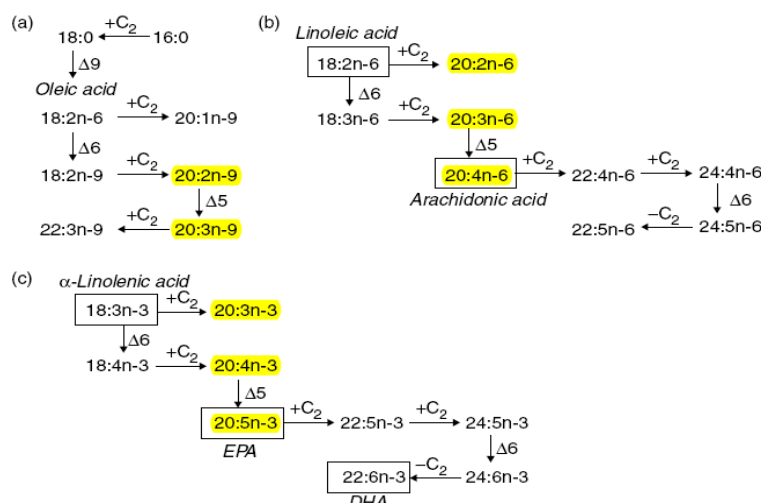 (a)
18:0 +C2 16:0
Δ9
Oleic acid
18:2n-6 +C2 20:1n-9
Δ6
18:2n-9 +C2 20:2n-9
Δ5
22:3n-9 +C2 20:3n-9
(b)
Linoleic acid
18:2n-6 +C2 20:2n-6
Δ6
18:3n-6 +C2 20:3n-6
Δ5
20:4n-6 +C2 22:4n-6 +C2 24:4n-6
Arachidonic acid
Δ6
22:5n-6 –C2 24:5n-6
(c)
α-Linolenic acid
18:3n-3 +C2 20:3n-3
Δ6
18:4n-3 +C2 20:4n-3
Δ5
20:5n-3 +C2 22:5n-3 +C2 24:5n-3
EPA
Δ6
22:6n-3 –C2 24:6n-3
DHA